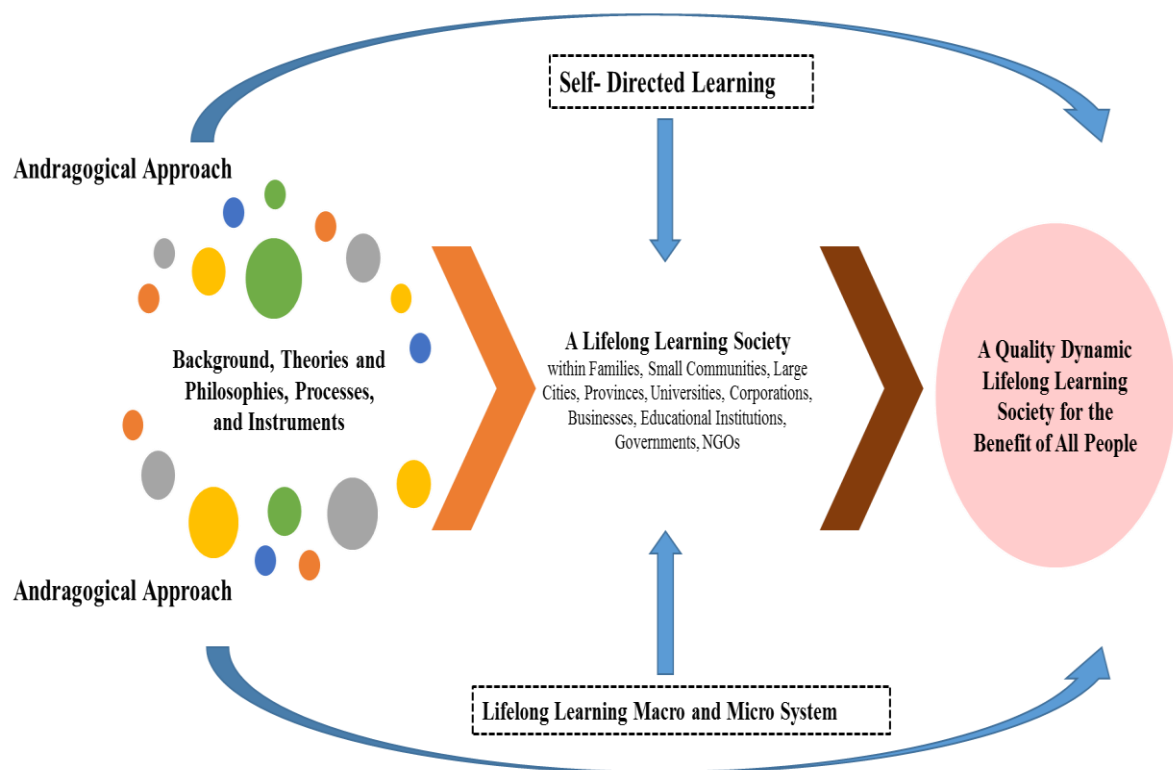 Self- Directed Learning
Andragogical Approach
Background, Theories and
Philosophies, Processes,
and Instruments
A Lifelong Learning Society
within Families, Small Communities, Large
Cities, Provinces, Universities, Corporations,
Businesses, Educational Institutions,
Governments, NGOs
A Quality Dynamic
Lifelong Learning
Society for the
Benefit of All People
Andragogical Approach
Lifelong Learning Macro and Micro System